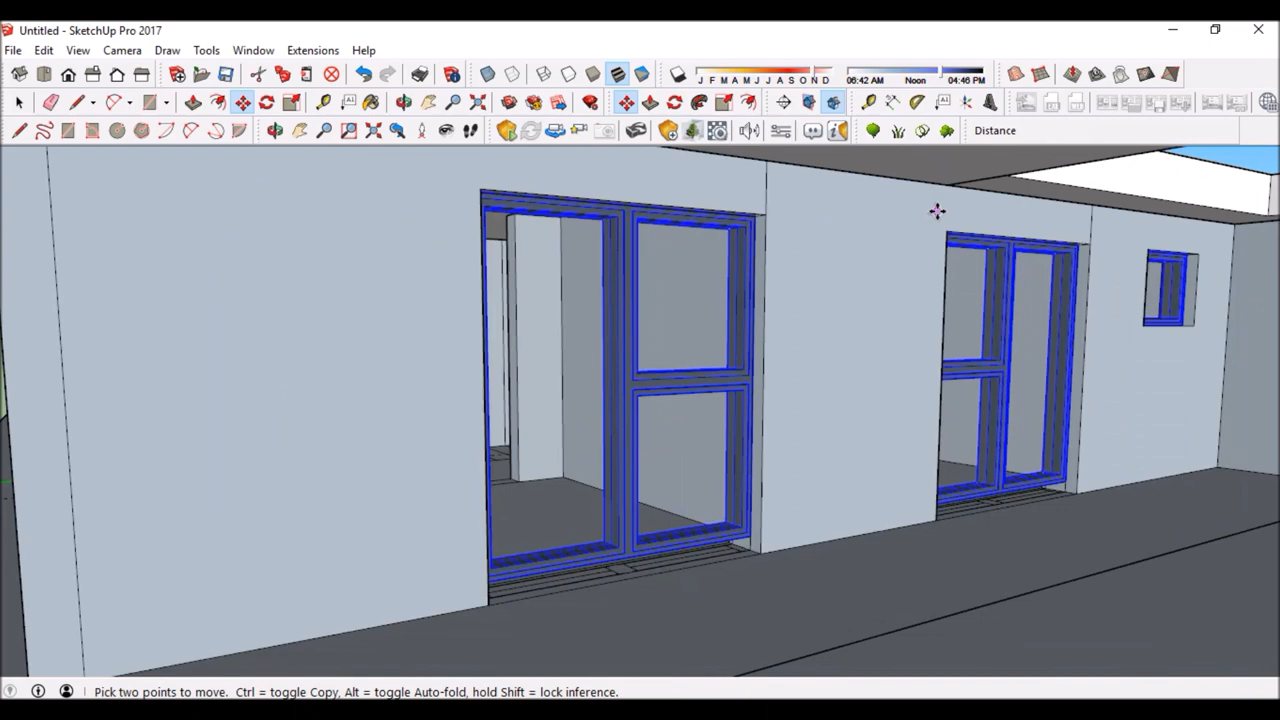 Untitled - SketchUp Pro 2017
File Edit View Camera Draw Tools Window Extensions Help
J F M A M J J A S O N D 06:42 AM Noon 04:46 PM
Distance
Pick two points to move. Ctrl = toggle Copy, Alt = toggle Auto-fold, hold Shift = lock inference.